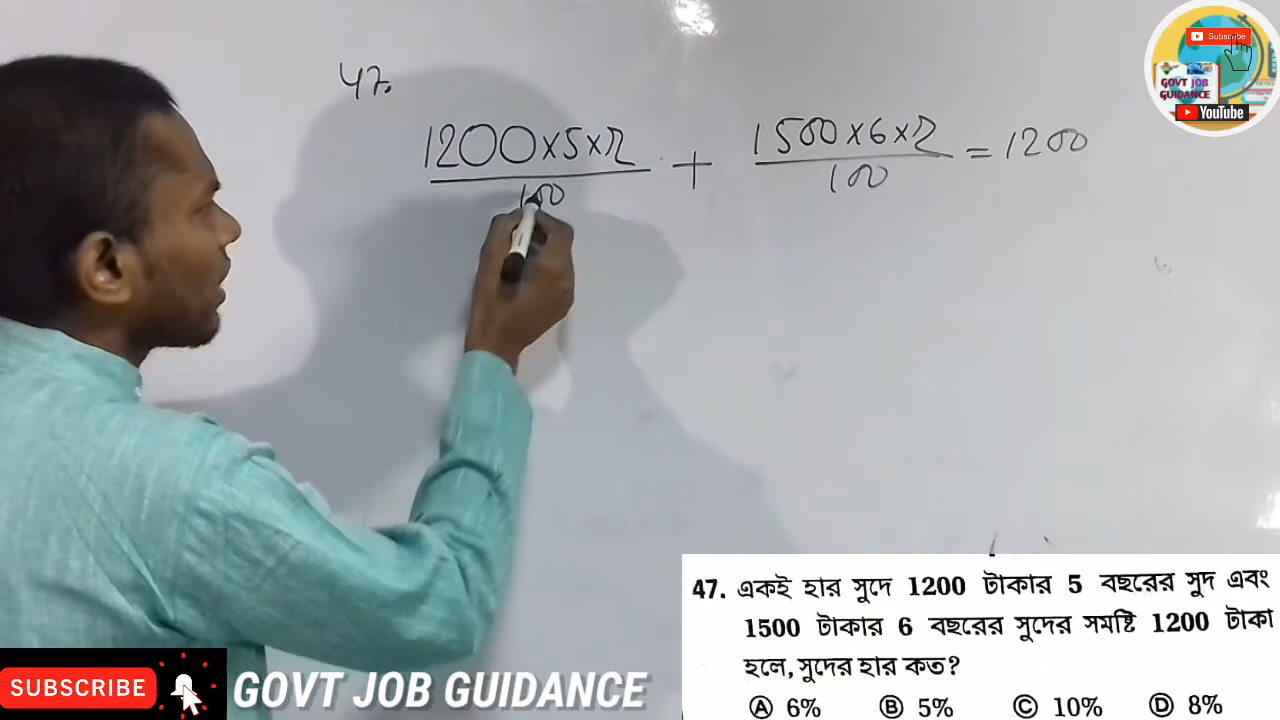 47.
1200×5×r
100
+
1500×6×r
100
= 1200
Subscribe
GOVT JOB
GUIDANCE
YouTube
47. একই হার সুদে 1200 টাকার 5 বছরের সুদ এবং
1500 টাকার 6 বছরের সুদের সমষ্টি 1200 টাকা
হলে, সুদের হার কত?
Ⓐ 6% Ⓑ 5% Ⓒ 10% Ⓓ 8%
SUBSCRIBE GOVT JOB GUIDANCE